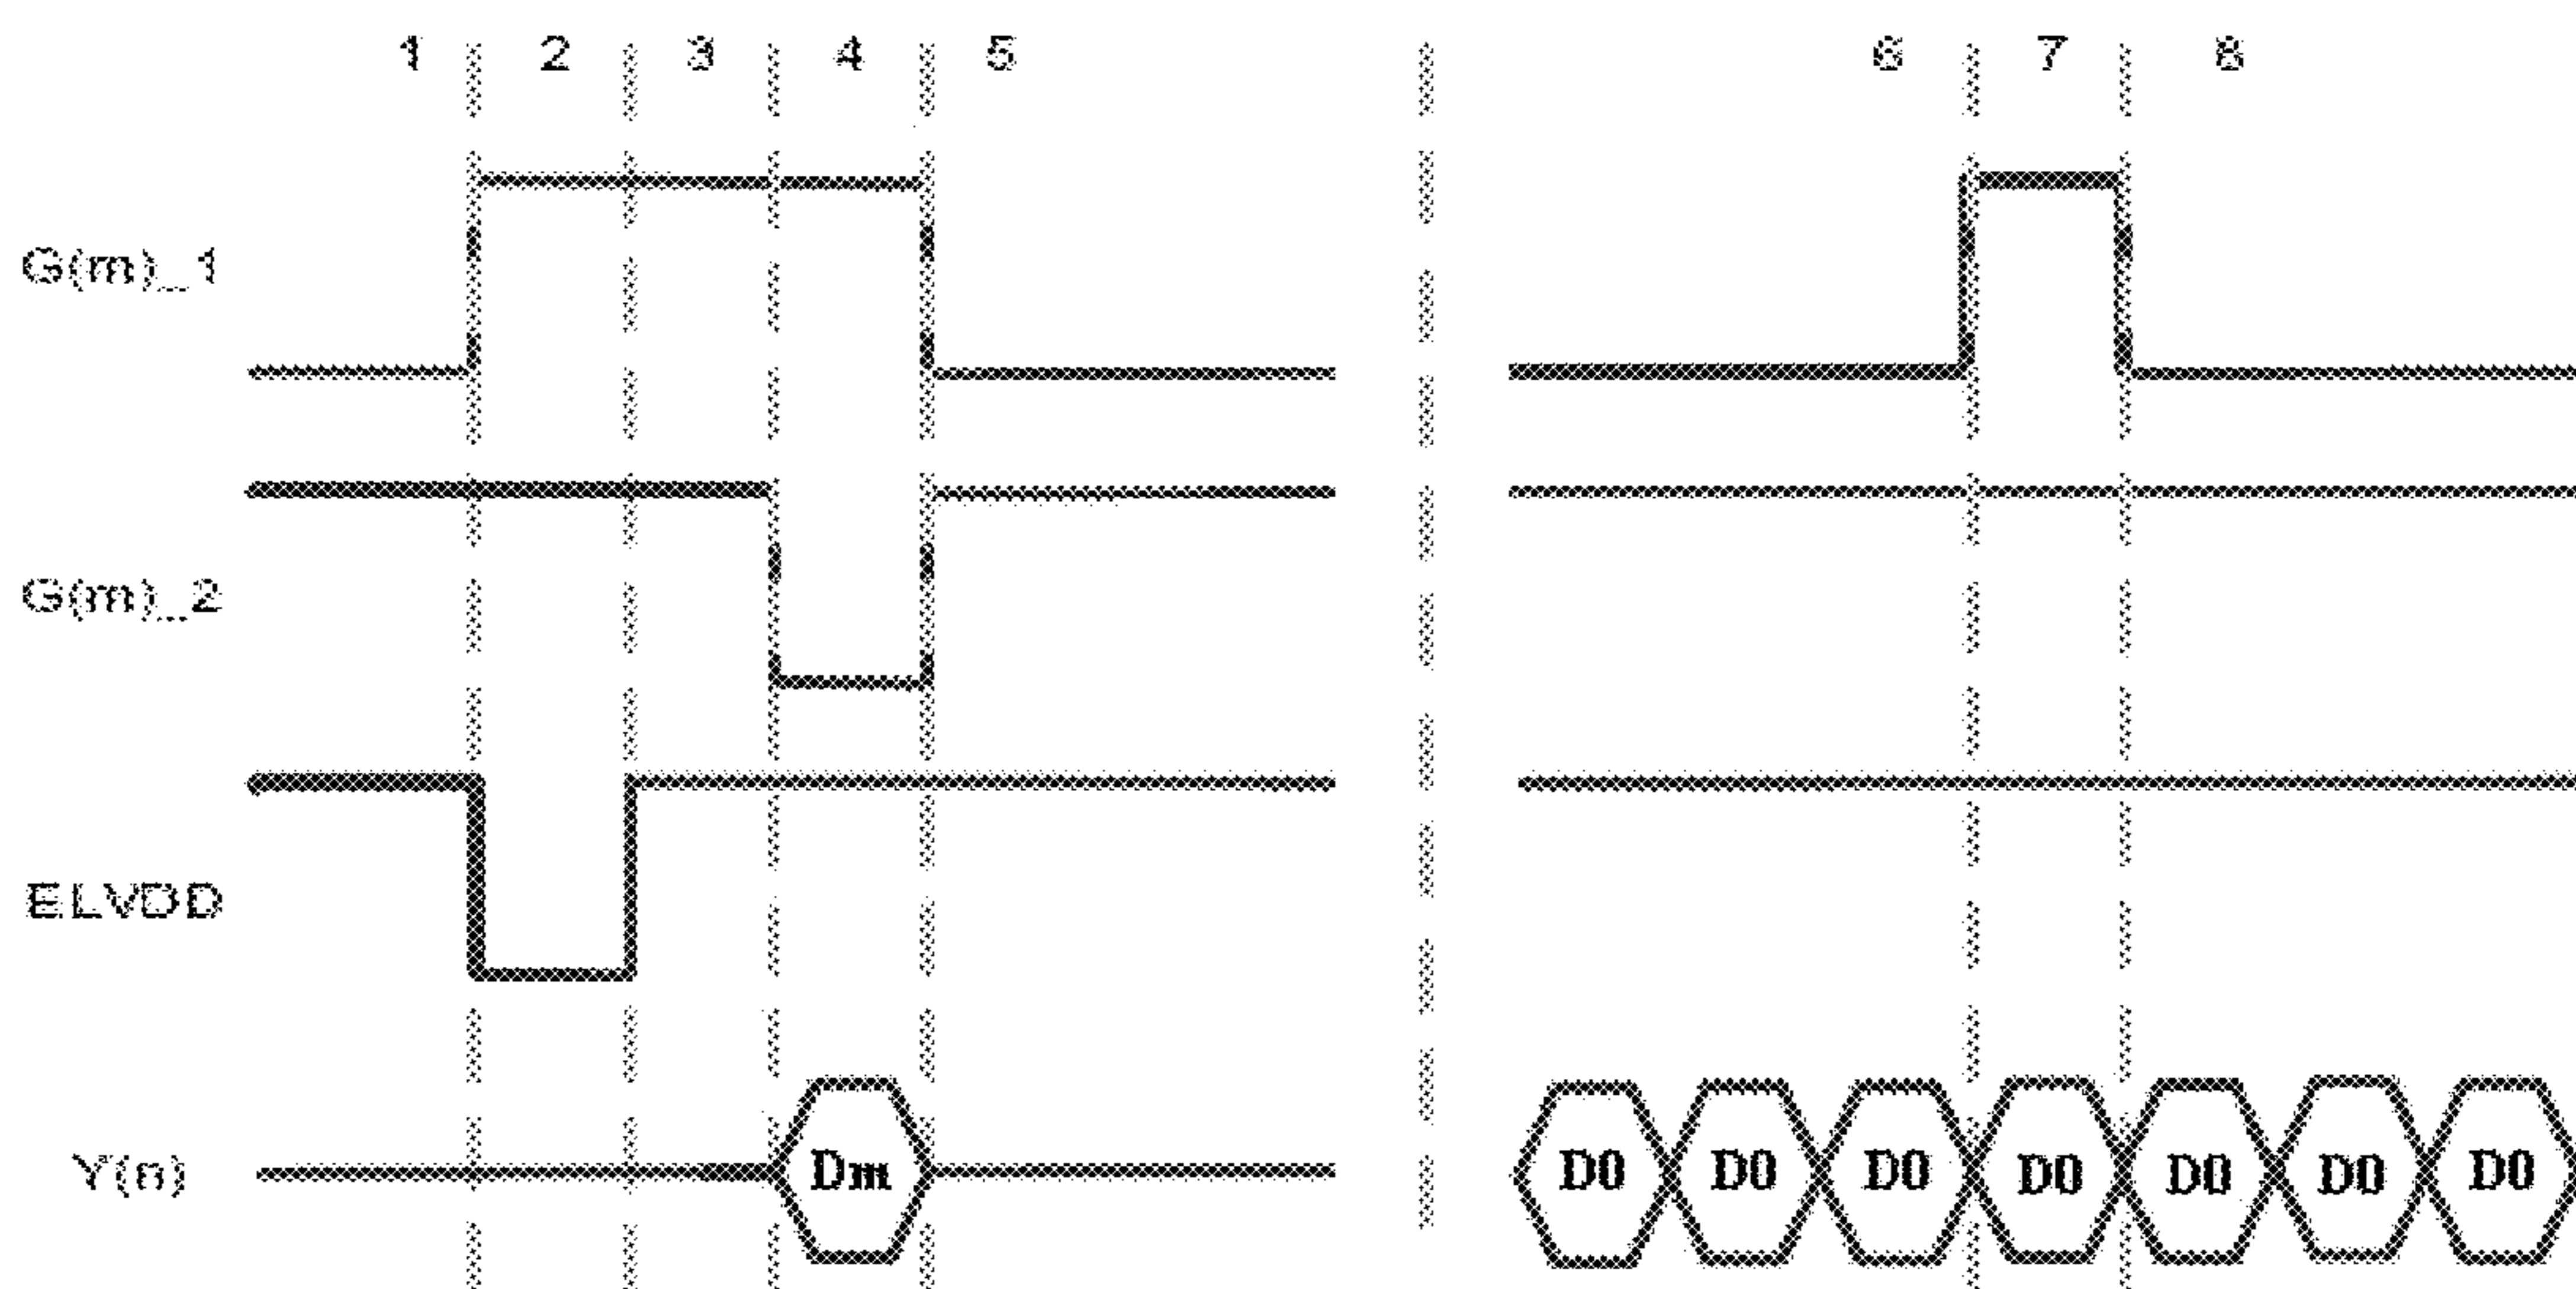 1 2 3 4 5 6 7 8
G(m)_1
G(m)_2
ELVDD
Y(n) Dm D0 D0 D0 D0 D0 D0 D0